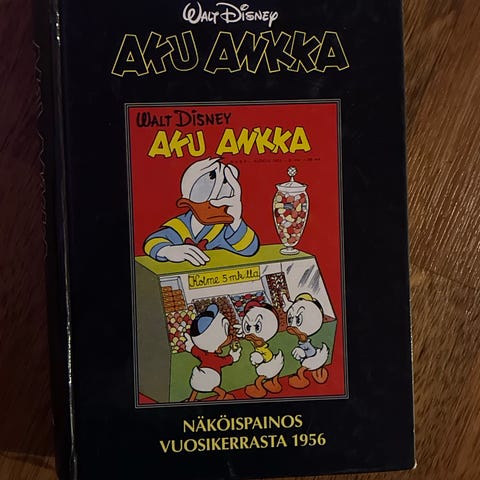 WALT DISNEY
AKU ANKKA
WALT DISNEY
AKU ANKKA
Kolme 5 mk:lla
NÄKÖISPAINOS
VUOSIKERRASTA 1956